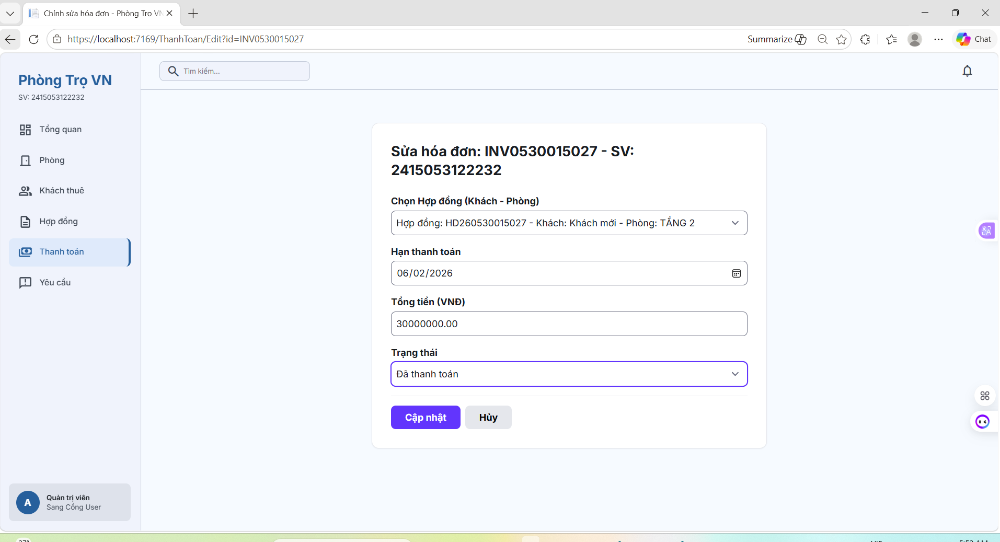 Chỉnh sửa hóa đơn - Phòng Trọ VN
https://localhost:7169/ThanhToan/Edit?id=INV0530015027
Summarize
Chat
Phòng Trọ VN
SV: 2415053122232
Tìm kiếm...
Tổng quan
Phòng
Khách thuê
Hợp đồng
Thanh toán
Yêu cầu
Sửa hóa đơn: INV0530015027 - SV:
2415053122232
Chọn Hợp đồng (Khách - Phòng)
Hợp đồng: HD260530015027 - Khách: Khách mới - Phòng: TẦNG 2
Hạn thanh toán
06/02/2026
Tổng tiền (VNĐ)
30000000.00
Trạng thái
Đã thanh toán
Cập nhật
Hủy
A
Quản trị viên
Sang Cổng User